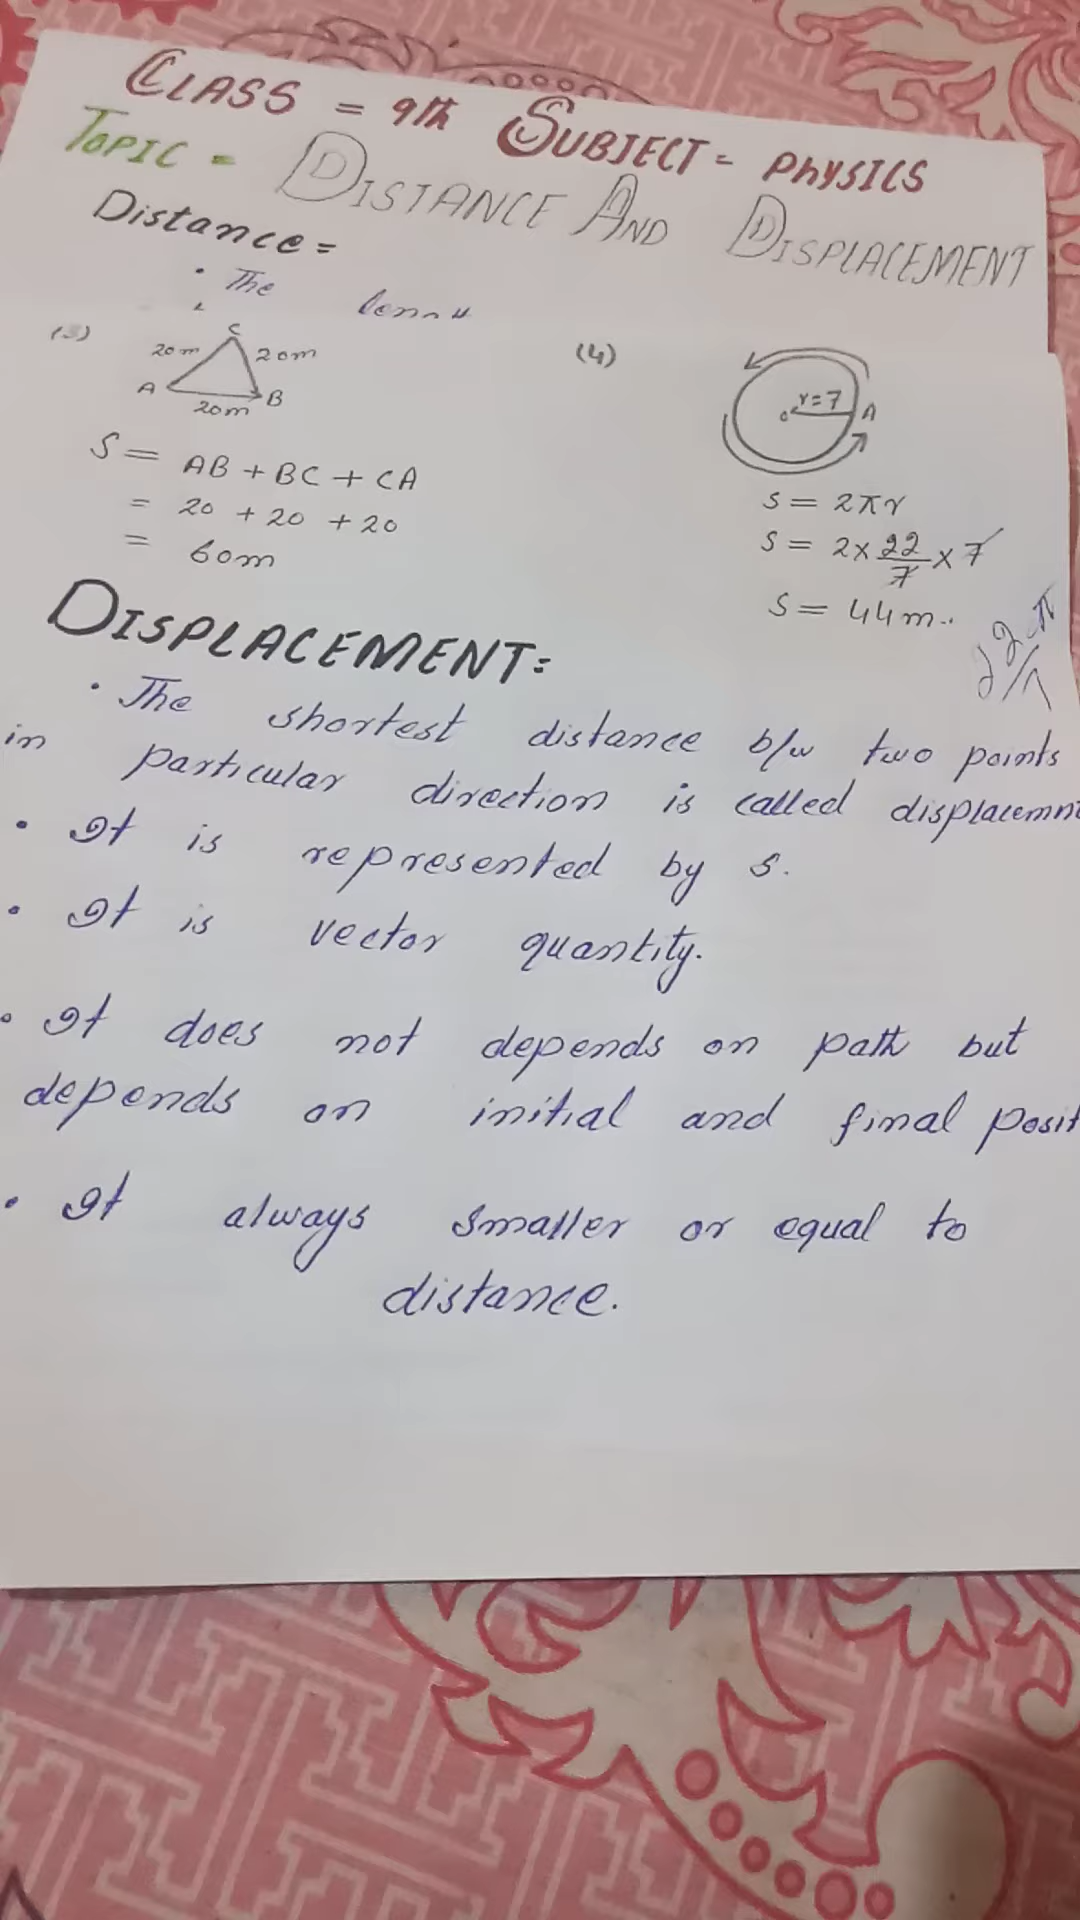 CLASS = 9th SUBJECT = PHYSICS
TOPIC = DISTANCE AND DISPLACEMENT
Distance =
• The
(3)
C
20m 20m
A B
20m
S = AB + BC + CA
= 20 + 20 + 20
= 60m
(4)
r=7 A
S = 2πr
S = 2 × 22/7 × 7
S = 44m..
DISPLACEMENT:
• The shortest distance b/w two points
in particular direction is called displacemnt
• It is represented by s.
• It is vector quantity.
• It does not depends on path but
depends on initial and final posit
• It always smaller or equal to
distance.